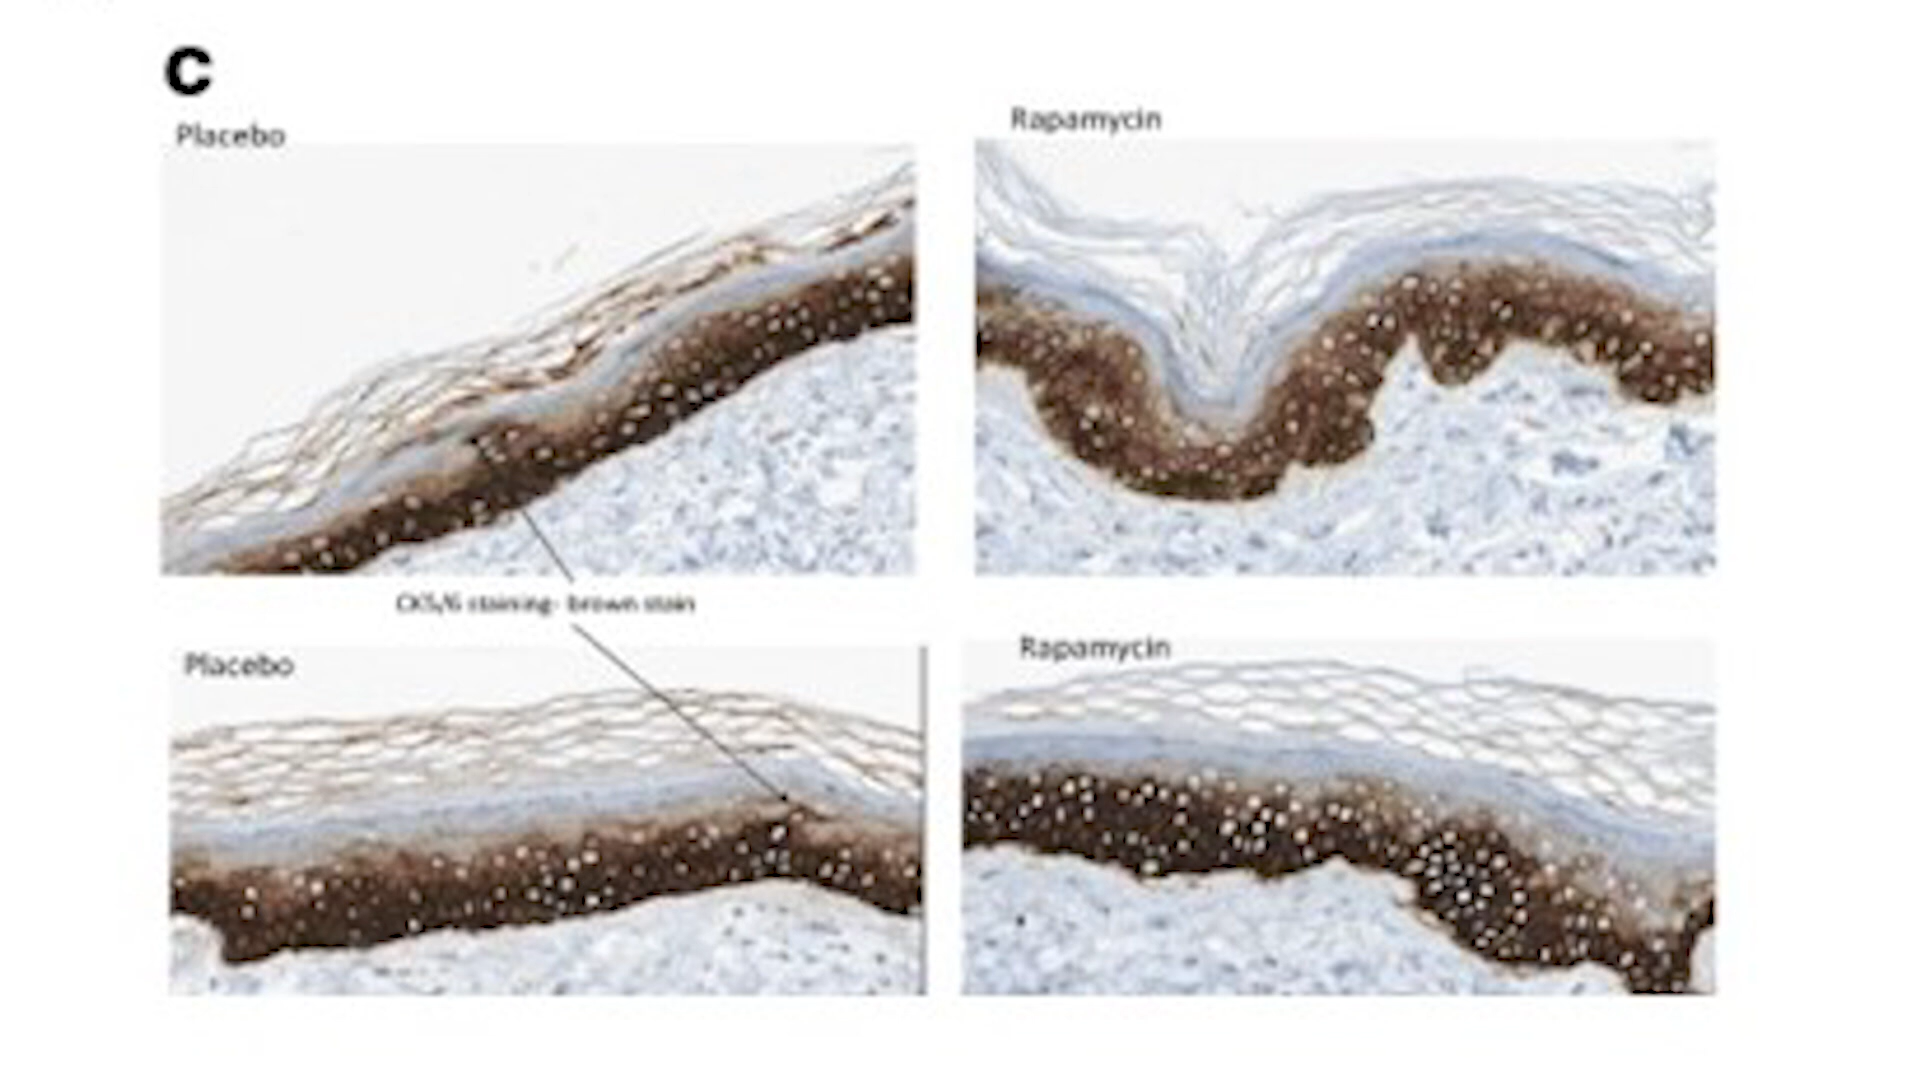 C
Placebo
Rapamycin
CK5/6 staining- brown stain
Placebo
Rapamycin